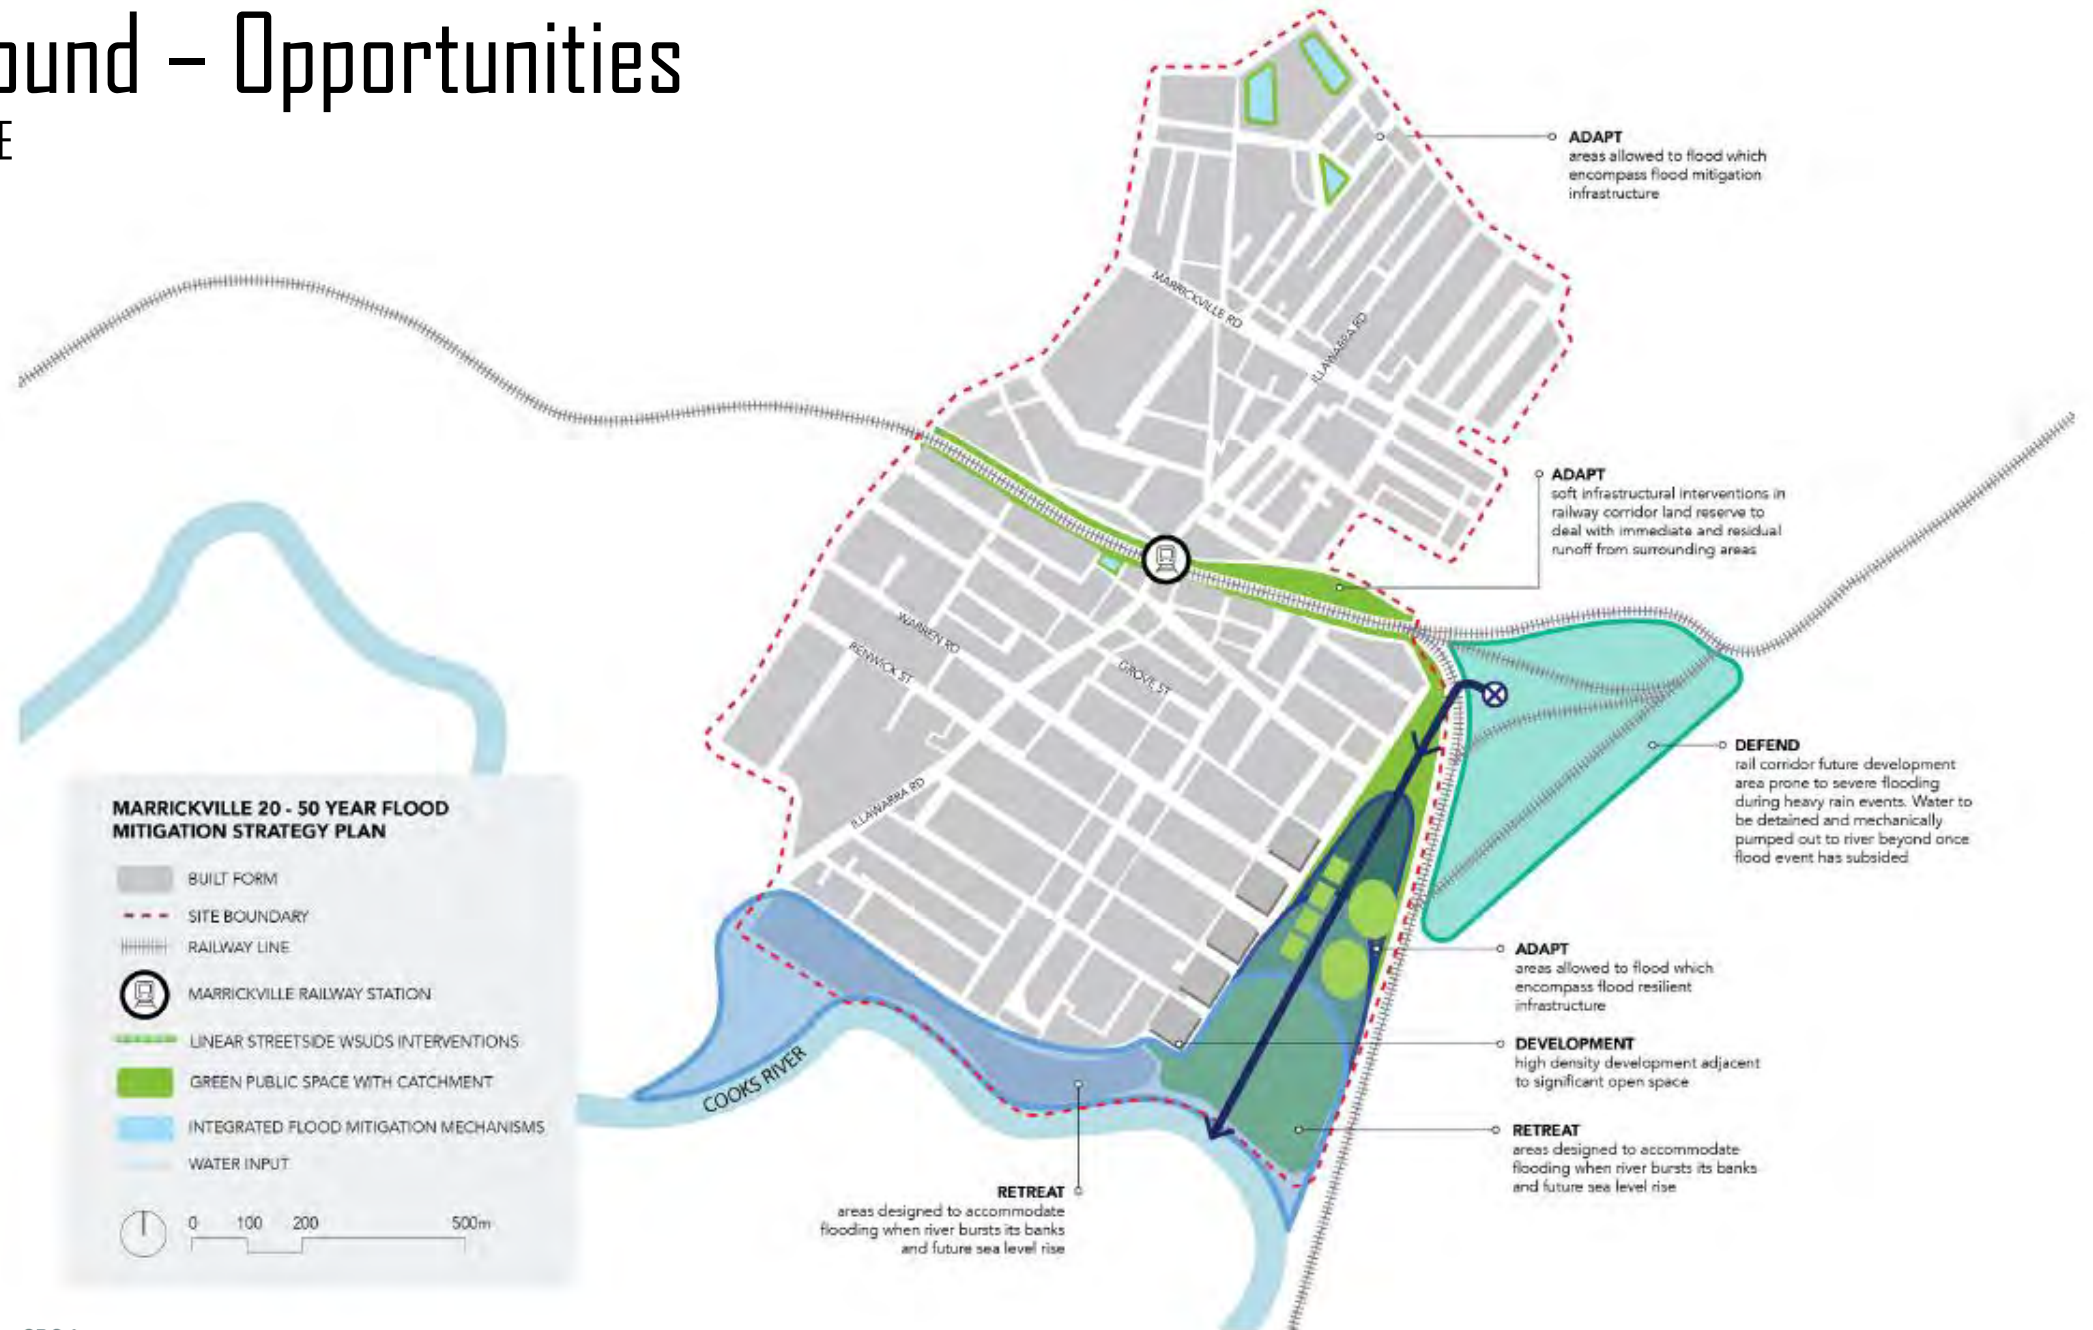 ound – Opportunities
E
ADAPT
areas allowed to flood which
encompass flood mitigation
infrastructure
MARRICKVILLE RD
ILLAWARRA RD
ADAPT
soft infrastructural interventions in
railway corridor land reserve to
deal with immediate and residual
runoff from surrounding areas
WARREN RD
RENWICK ST
GROVE ST
ILLAWARRA RD
DEFEND
rail corridor future development
area prone to severe flooding
during heavy rain events. Water to
be detained and mechanically
pumped out to river beyond once
flood event has subsided
MARRICKVILLE 20 - 50 YEAR FLOOD
MITIGATION STRATEGY PLAN
BUILT FORM
SITE BOUNDARY
RAILWAY LINE
MARRICKVILLE RAILWAY STATION
LINEAR STREETSIDE WSUDS INTERVENTIONS
GREEN PUBLIC SPACE WITH CATCHMENT
INTEGRATED FLOOD MITIGATION MECHANISMS
WATER INPUT
0 100 200 500m
COOKS RIVER
ADAPT
areas allowed to flood which
encompass flood resilient
infrastructure
DEVELOPMENT
high density development adjacent
to significant open space
RETREAT
areas designed to accommodate
flooding when river bursts its banks
and future sea level rise
RETREAT
areas designed to accommodate
flooding when river bursts its banks
and future sea level rise